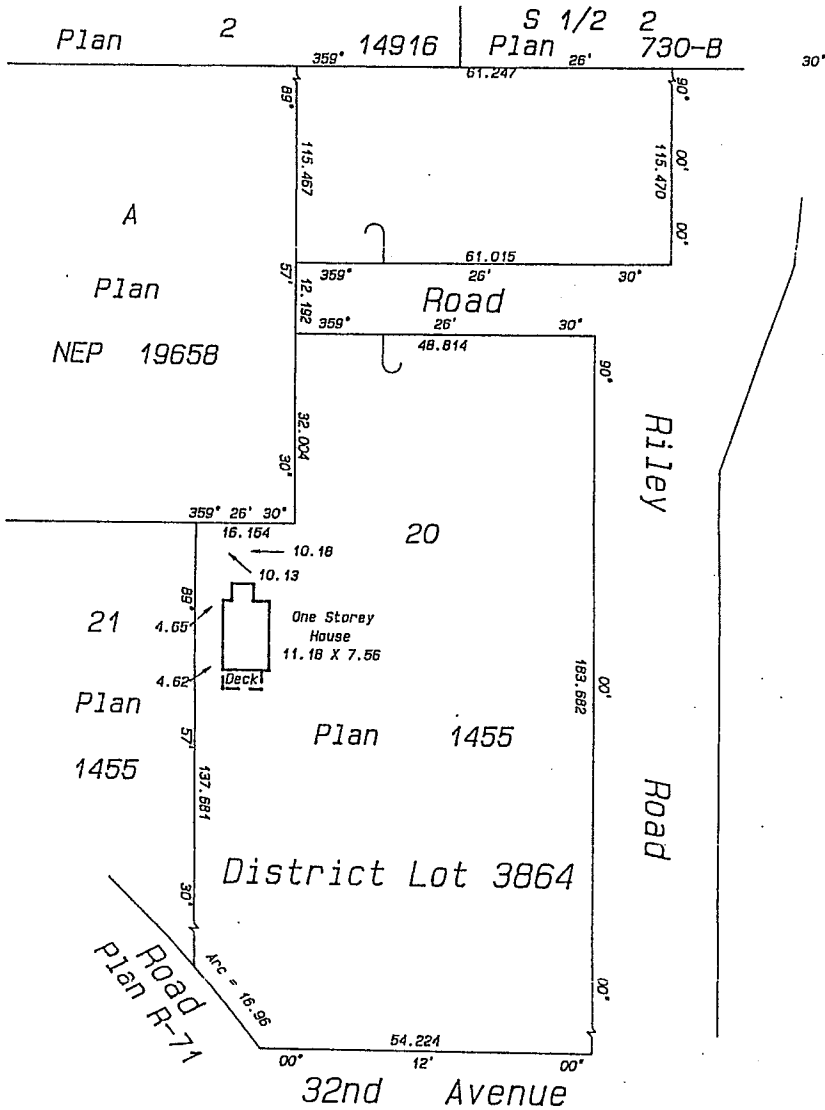 Plan 2 14916
S 1/2 2
Plan 730-B
359° 26' 30"
61.247
89° 57' 30"
115.467
90° 00' 00"
115.470
A
Plan
NEP 19658
61.015
359° 26' 30"
12.192
Road
359° 26' 30"
48.814
32.004
90° 00' 00"
Riley Road
359° 26' 30"
16.154
20
10.18
10.13
21
Plan
1455
89° 57' 30"
4.65
One Storey
House
11.18 X 7.56
4.62
Deck
183.682
137.681
Plan 1455
District Lot 3864
Road
Plan R-71
Arc = 16.96
54.224
00° 12' 00"
32nd Avenue